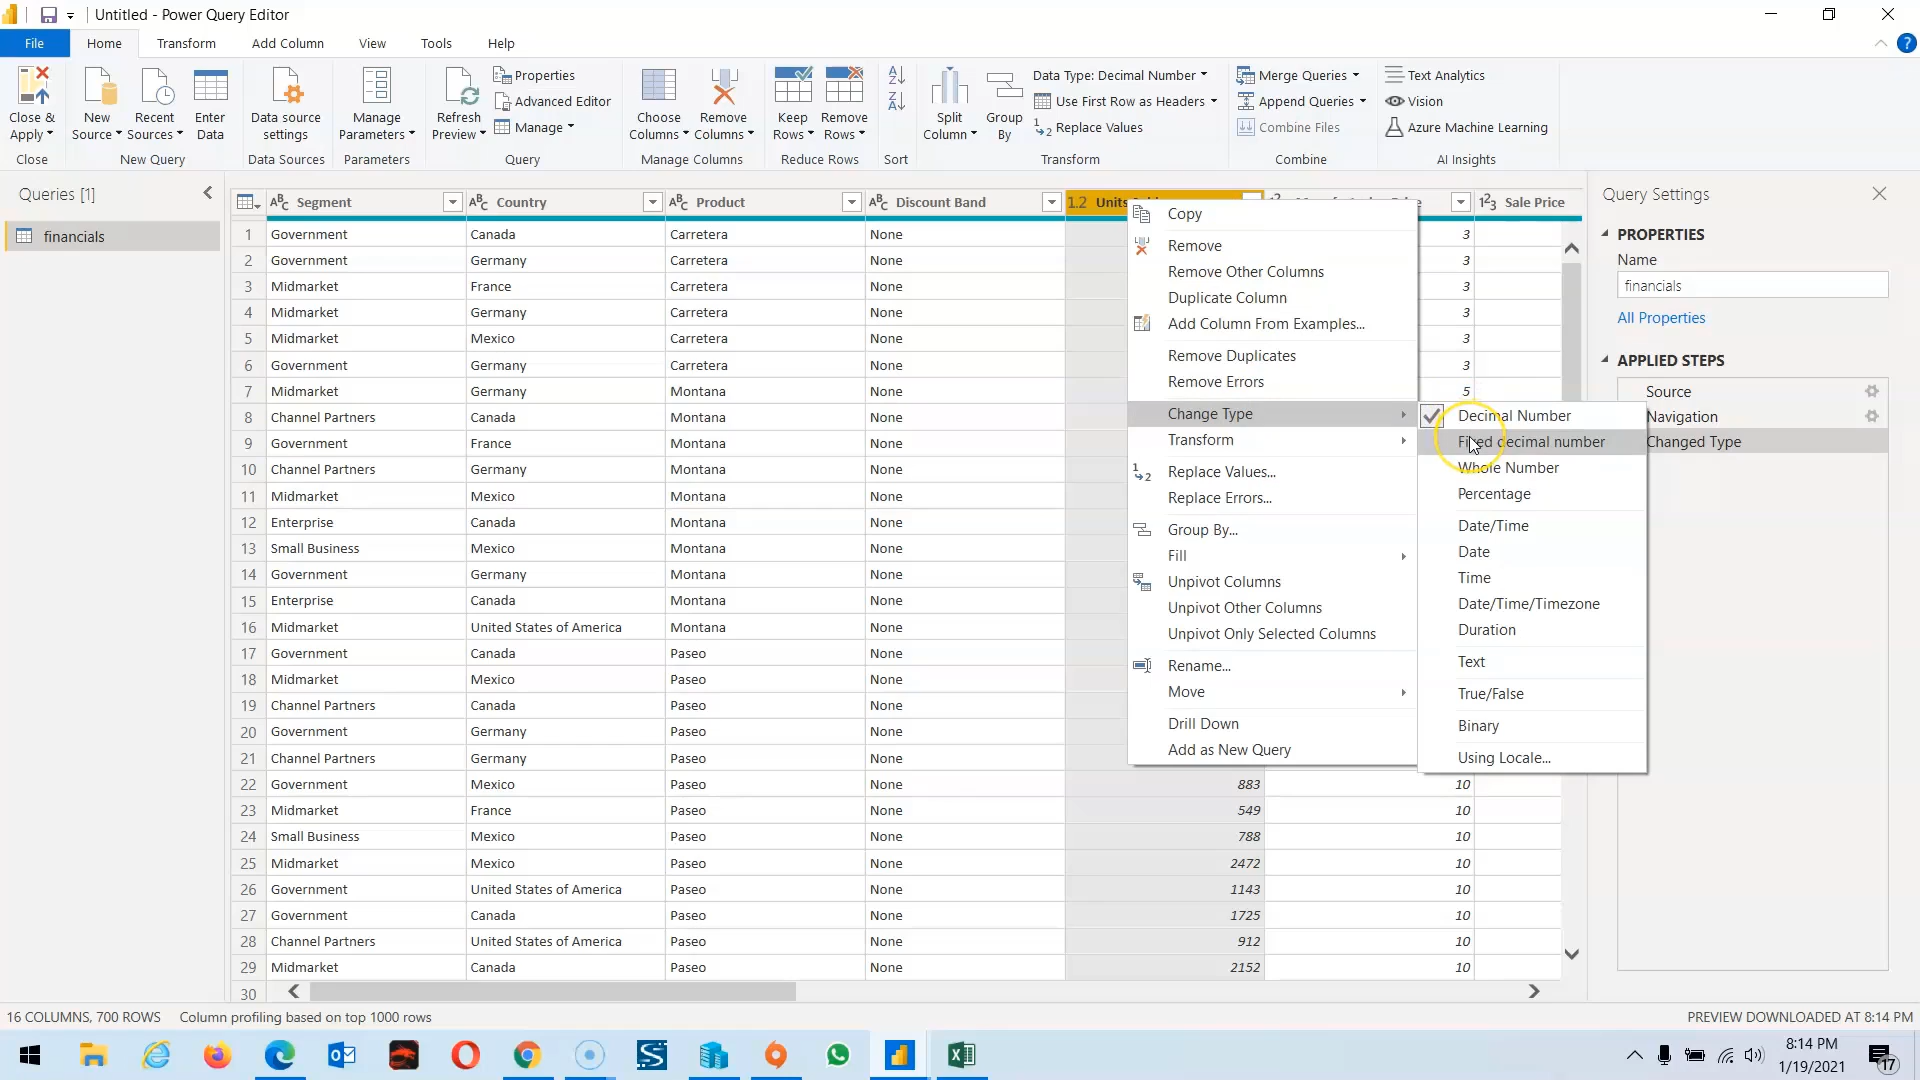 Untitled - Power Query Editor
File Home Transform Add Column View Tools Help
Close & Apply
Close
New Source
Recent Sources
Enter Data
New Query
Data source settings
Data Sources
Manage Parameters
Parameters
Refresh Preview
Properties
Advanced Editor
Manage
Query
Choose Columns
Remove Columns
Manage Columns
Keep Rows
Remove Rows
Reduce Rows
Sort
Split Column
Group By
Data Type: Decimal Number
Use First Row as Headers
Replace Values
Transform
Merge Queries
Append Queries
Combine Files
Combine
Text Analytics
Vision
Azure Machine Learning
AI Insights
Queries [1]
financials
Segment Country Product Discount Band 1.2 Sale Price
1 Government Canada Carretera None 3
2 Government Germany Carretera None 3
3 Midmarket France Carretera None 3
4 Midmarket Germany Carretera None 3
5 Midmarket Mexico Carretera None 3
6 Government Germany Carretera None 3
7 Midmarket Germany Montana None 5
8 Channel Partners Canada Montana None
9 Government France Montana None
10 Channel Partners Germany Montana None
11 Midmarket Mexico Montana None
12 Enterprise Canada Montana None
13 Small Business Mexico Montana None
14 Government Germany Montana None
15 Enterprise Canada Montana None
16 Midmarket United States of America Montana None
17 Government Canada Paseo None
18 Midmarket Mexico Paseo None
19 Channel Partners Canada Paseo None
20 Government Germany Paseo None
21 Channel Partners Germany Paseo None
22 Government Mexico Paseo None 883 10
23 Midmarket France Paseo None 549 10
24 Small Business Mexico Paseo None 788 10
25 Midmarket Mexico Paseo None 2472 10
26 Government United States of America Paseo None 1143 10
27 Government Canada Paseo None 1725 10
28 Channel Partners United States of America Paseo None 912 10
29 Midmarket Canada Paseo None 2152 10
30
Copy
Remove
Remove Other Columns
Duplicate Column
Add Column From Examples...
Remove Duplicates
Remove Errors
Change Type
Transform
Replace Values...
Replace Errors...
Group By...
Fill
Unpivot Columns
Unpivot Other Columns
Unpivot Only Selected Columns
Rename...
Move
Drill Down
Add as New Query
Decimal Number
Fixed decimal number
Whole Number
Percentage
Date/Time
Date
Time
Date/Time/Timezone
Duration
Text
True/False
Binary
Using Locale...
Query Settings
PROPERTIES
Name
financials
All Properties
APPLIED STEPS
Source
Navigation
Changed Type
16 COLUMNS, 700 ROWS Column profiling based on top 1000 rows
PREVIEW DOWNLOADED AT 8:14 PM
8:14 PM
1/19/2021
17